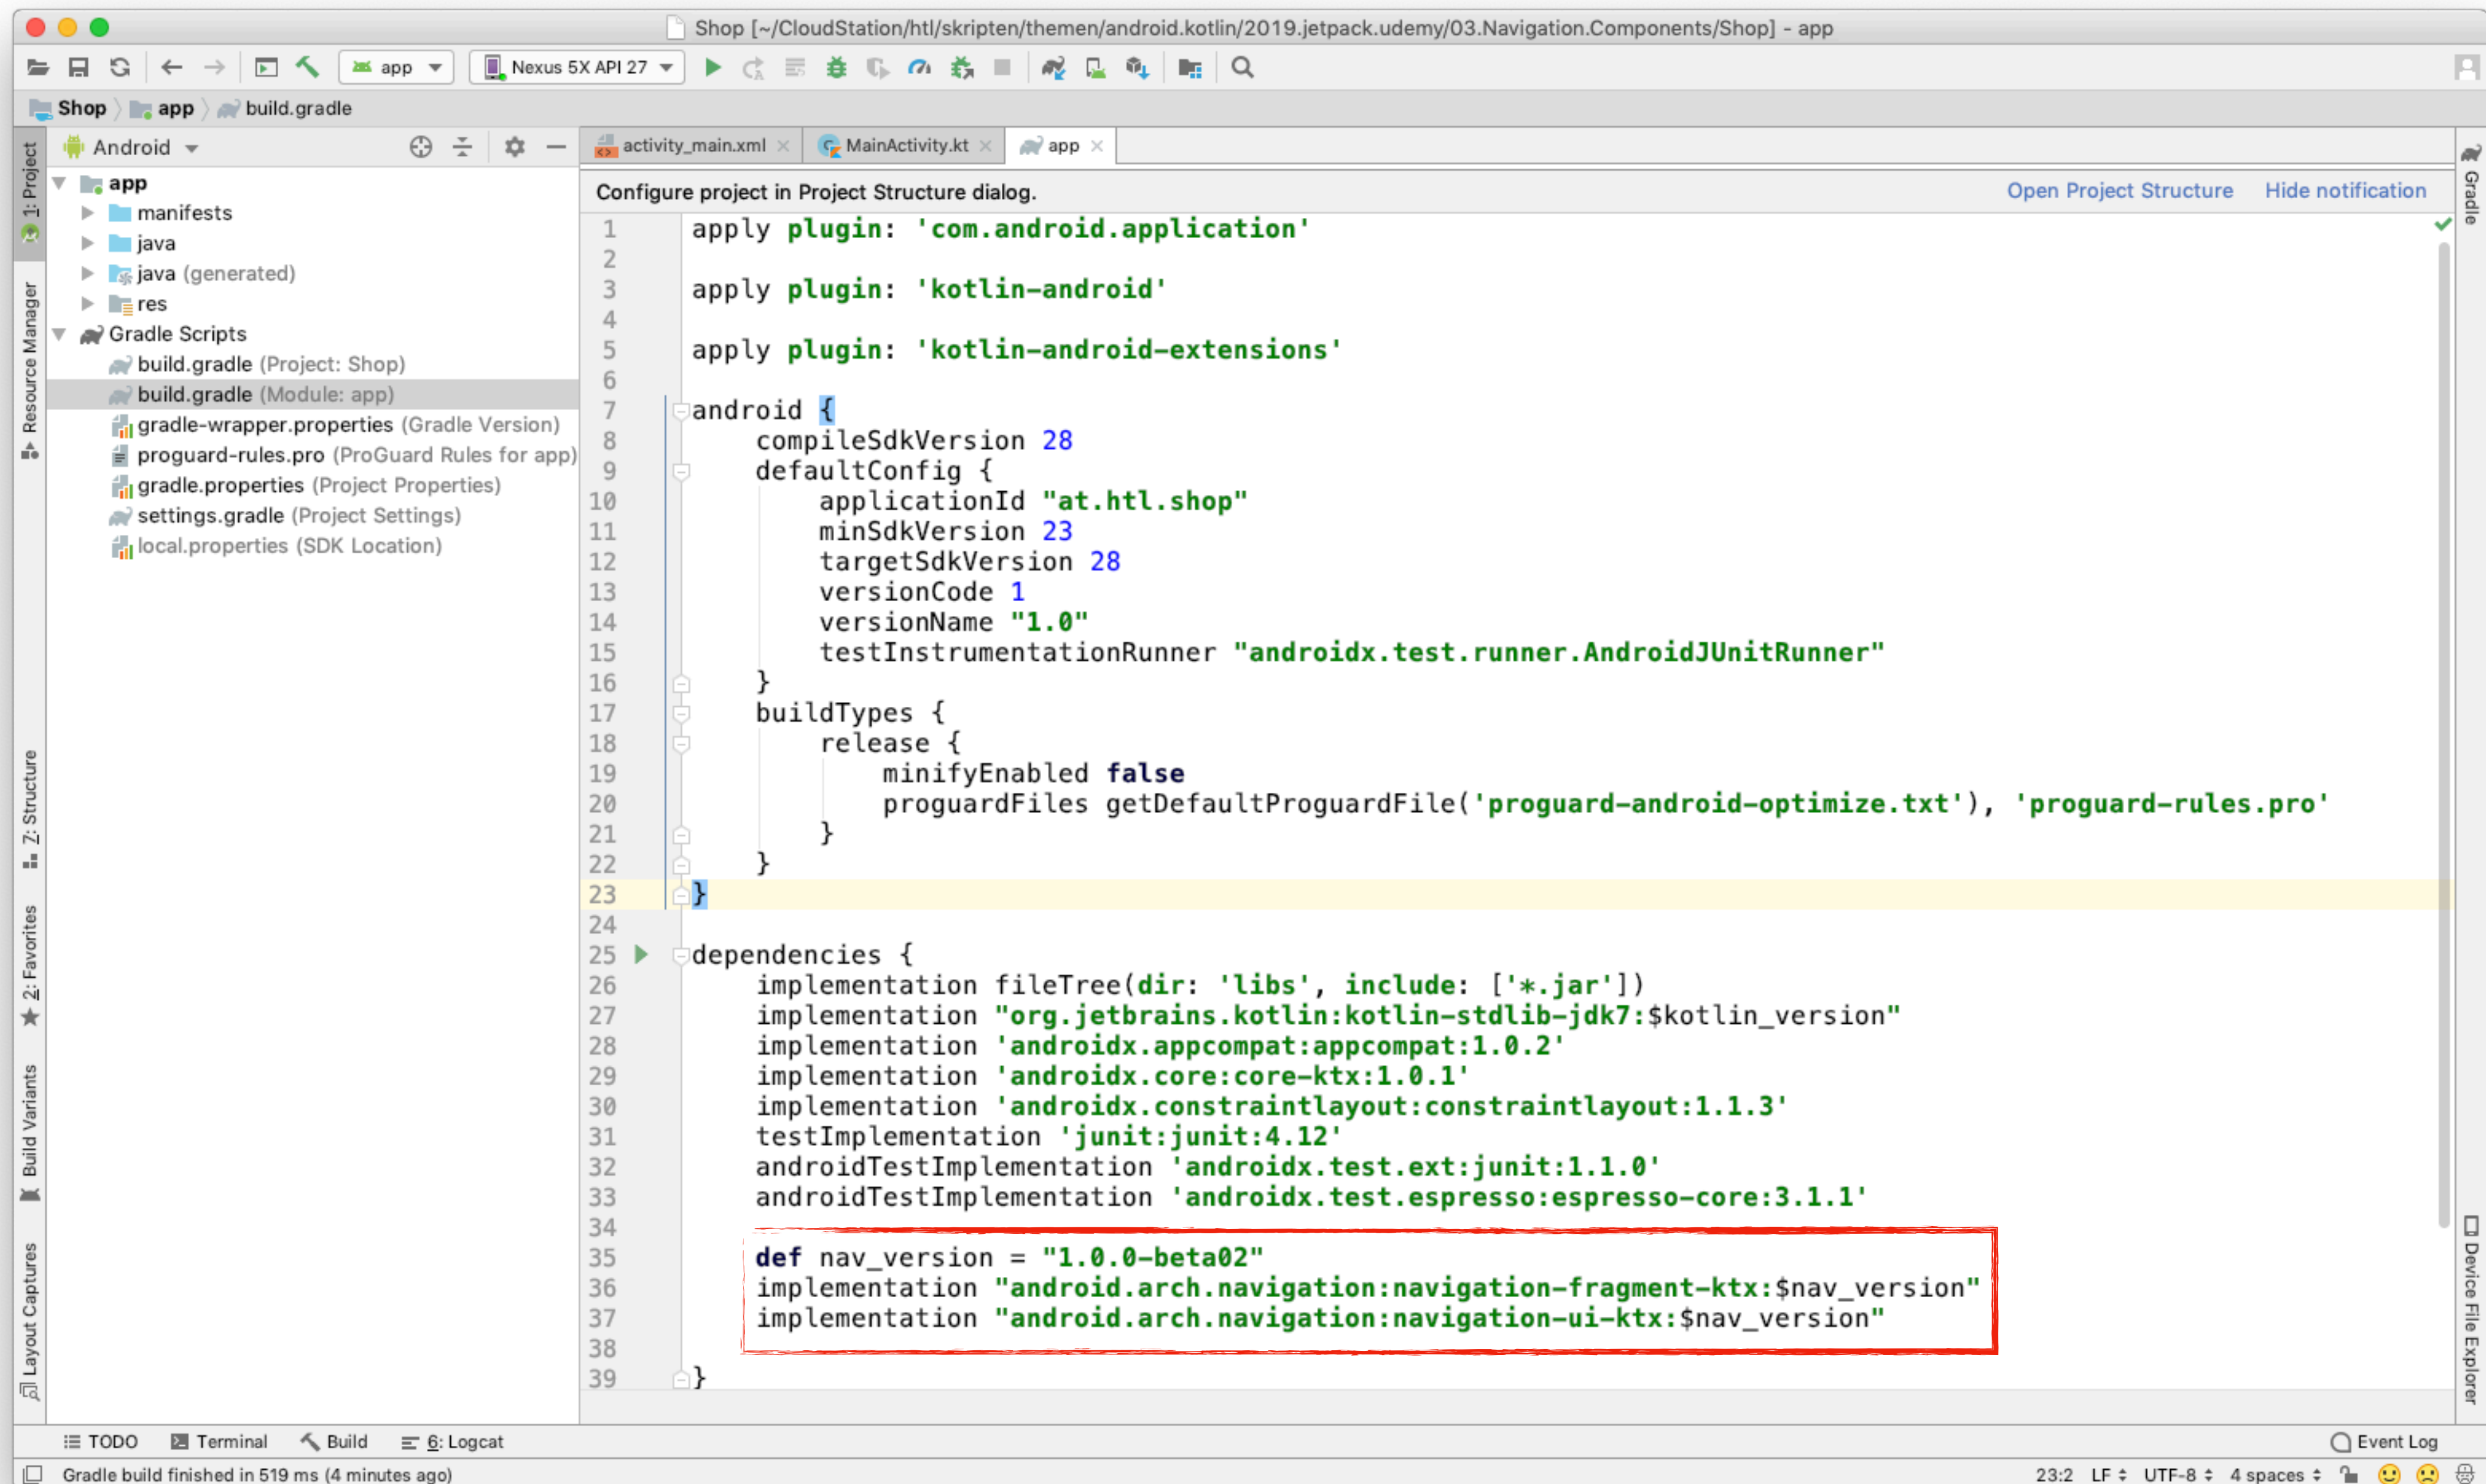 Shop [~/CloudStation/htl/skripten/themen/android.kotlin/2019.jetpack.udemy/03.Navigation.Components/Shop] - app
app
Nexus 5X API 27
Shop app build.gradle
1: Project
Resource Manager
Z: Structure
2: Favorites
Build Variants
Layout Captures
Android
app
manifests
java
java (generated)
res
Gradle Scripts
build.gradle (Project: Shop)
build.gradle (Module: app)
gradle-wrapper.properties (Gradle Version)
proguard-rules.pro (ProGuard Rules for app)
gradle.properties (Project Properties)
settings.gradle (Project Settings)
local.properties (SDK Location)
activity_main.xml MainActivity.kt app
Configure project in Project Structure dialog. Open Project Structure Hide notification
1 apply plugin: 'com.android.application'
2
3 apply plugin: 'kotlin-android'
4
5 apply plugin: 'kotlin-android-extensions'
6
7 android {
8 compileSdkVersion 28
9 defaultConfig {
10 applicationId "at.htl.shop"
11 minSdkVersion 23
12 targetSdkVersion 28
13 versionCode 1
14 versionName "1.0"
15 testInstrumentationRunner "androidx.test.runner.AndroidJUnitRunner"
16 }
17 buildTypes {
18 release {
19 minifyEnabled false
20 proguardFiles getDefaultProguardFile('proguard-android-optimize.txt'), 'proguard-rules.pro'
21 }
22 }
23 }
24
25 dependencies {
26 implementation fileTree(dir: 'libs', include: ['*.jar'])
27 implementation "org.jetbrains.kotlin:kotlin-stdlib-jdk7:$kotlin_version"
28 implementation 'androidx.appcompat:appcompat:1.0.2'
29 implementation 'androidx.core:core-ktx:1.0.1'
30 implementation 'androidx.constraintlayout:constraintlayout:1.1.3'
31 testImplementation 'junit:junit:4.12'
32 androidTestImplementation 'androidx.test.ext:junit:1.1.0'
33 androidTestImplementation 'androidx.test.espresso:espresso-core:3.1.1'
34
35 def nav_version = "1.0.0-beta02"
36 implementation "android.arch.navigation:navigation-fragment-ktx:$nav_version"
37 implementation "android.arch.navigation:navigation-ui-ktx:$nav_version"
38
39 }
Gradle
Device File Explorer
TODO Terminal Build 6: Logcat Event Log
Gradle build finished in 519 ms (4 minutes ago) 23:2 LF UTF-8 4 spaces